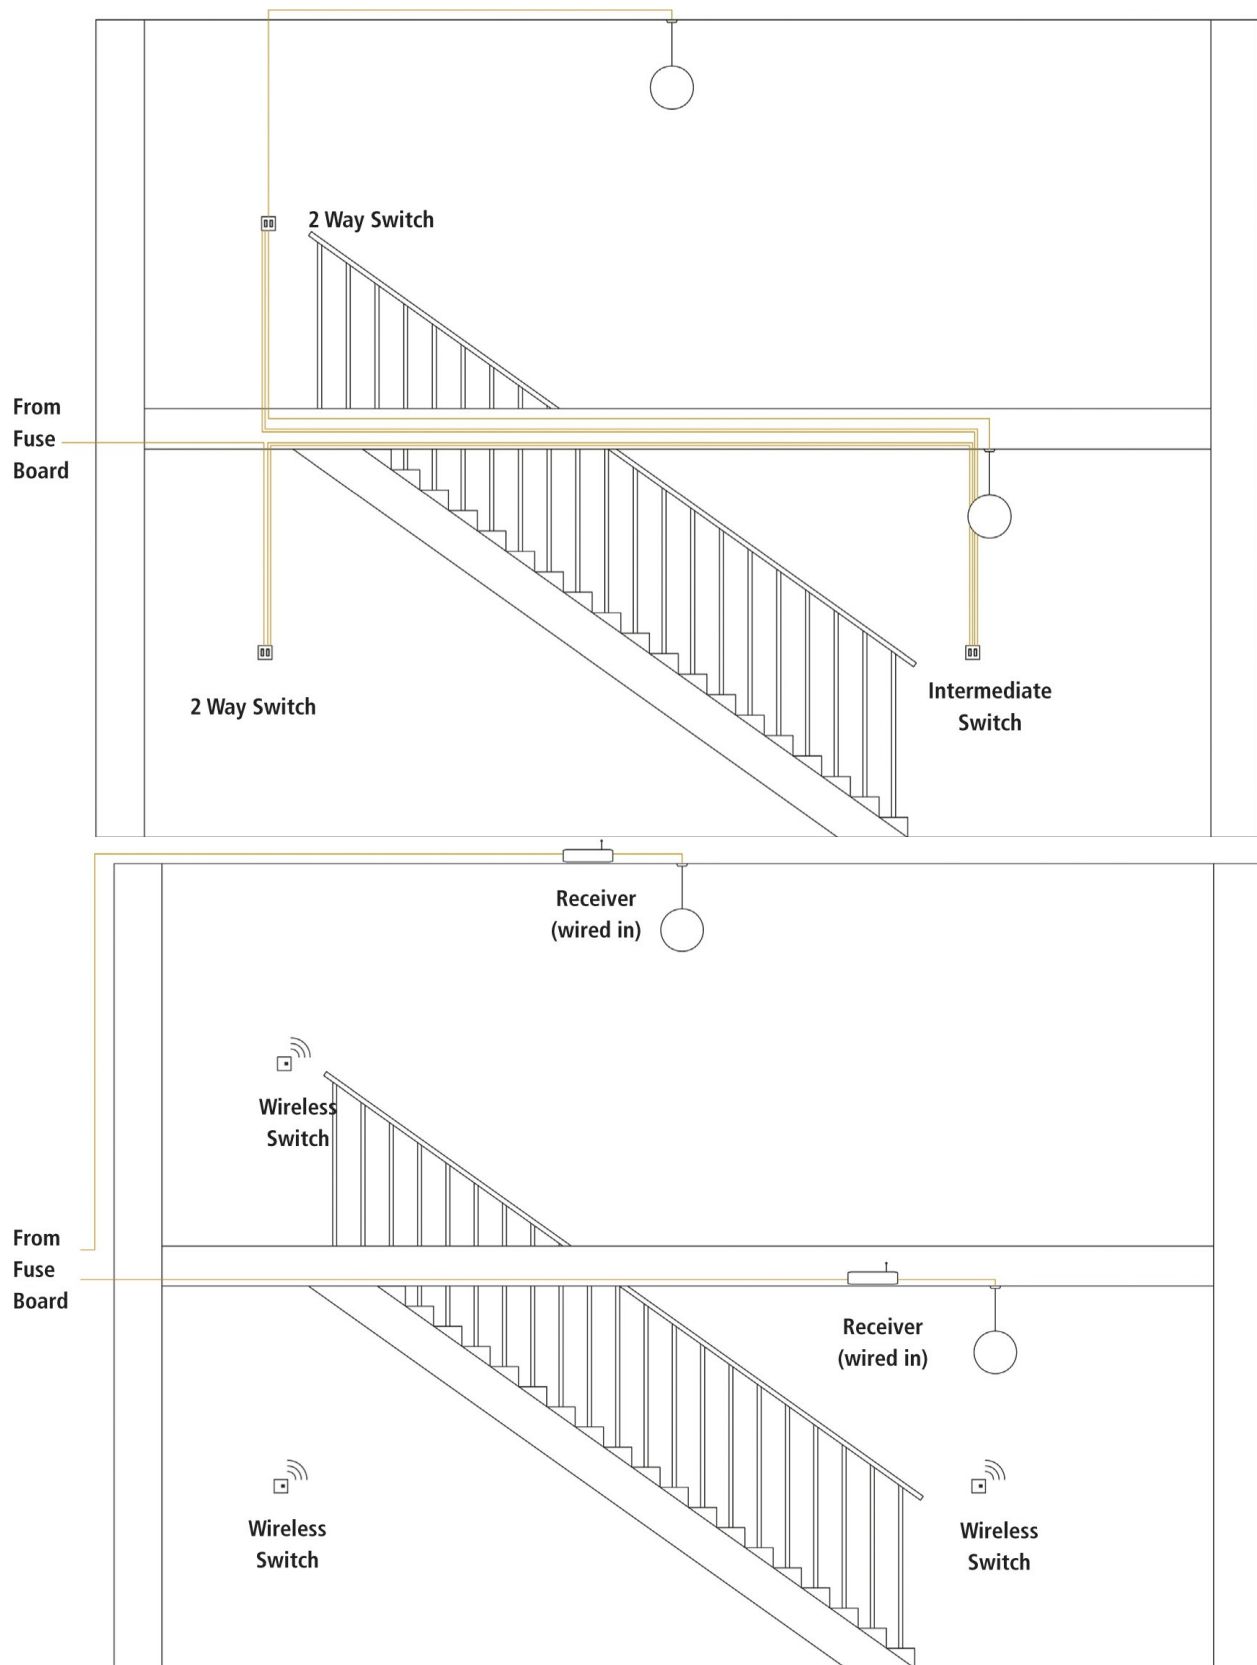 2 Way Switch
From
Fuse
Board
2 Way Switch
Intermediate
Switch
Receiver
(wired in)
Wireless
Switch
From
Fuse
Board
Receiver
(wired in)
Wireless
Switch
Wireless
Switch